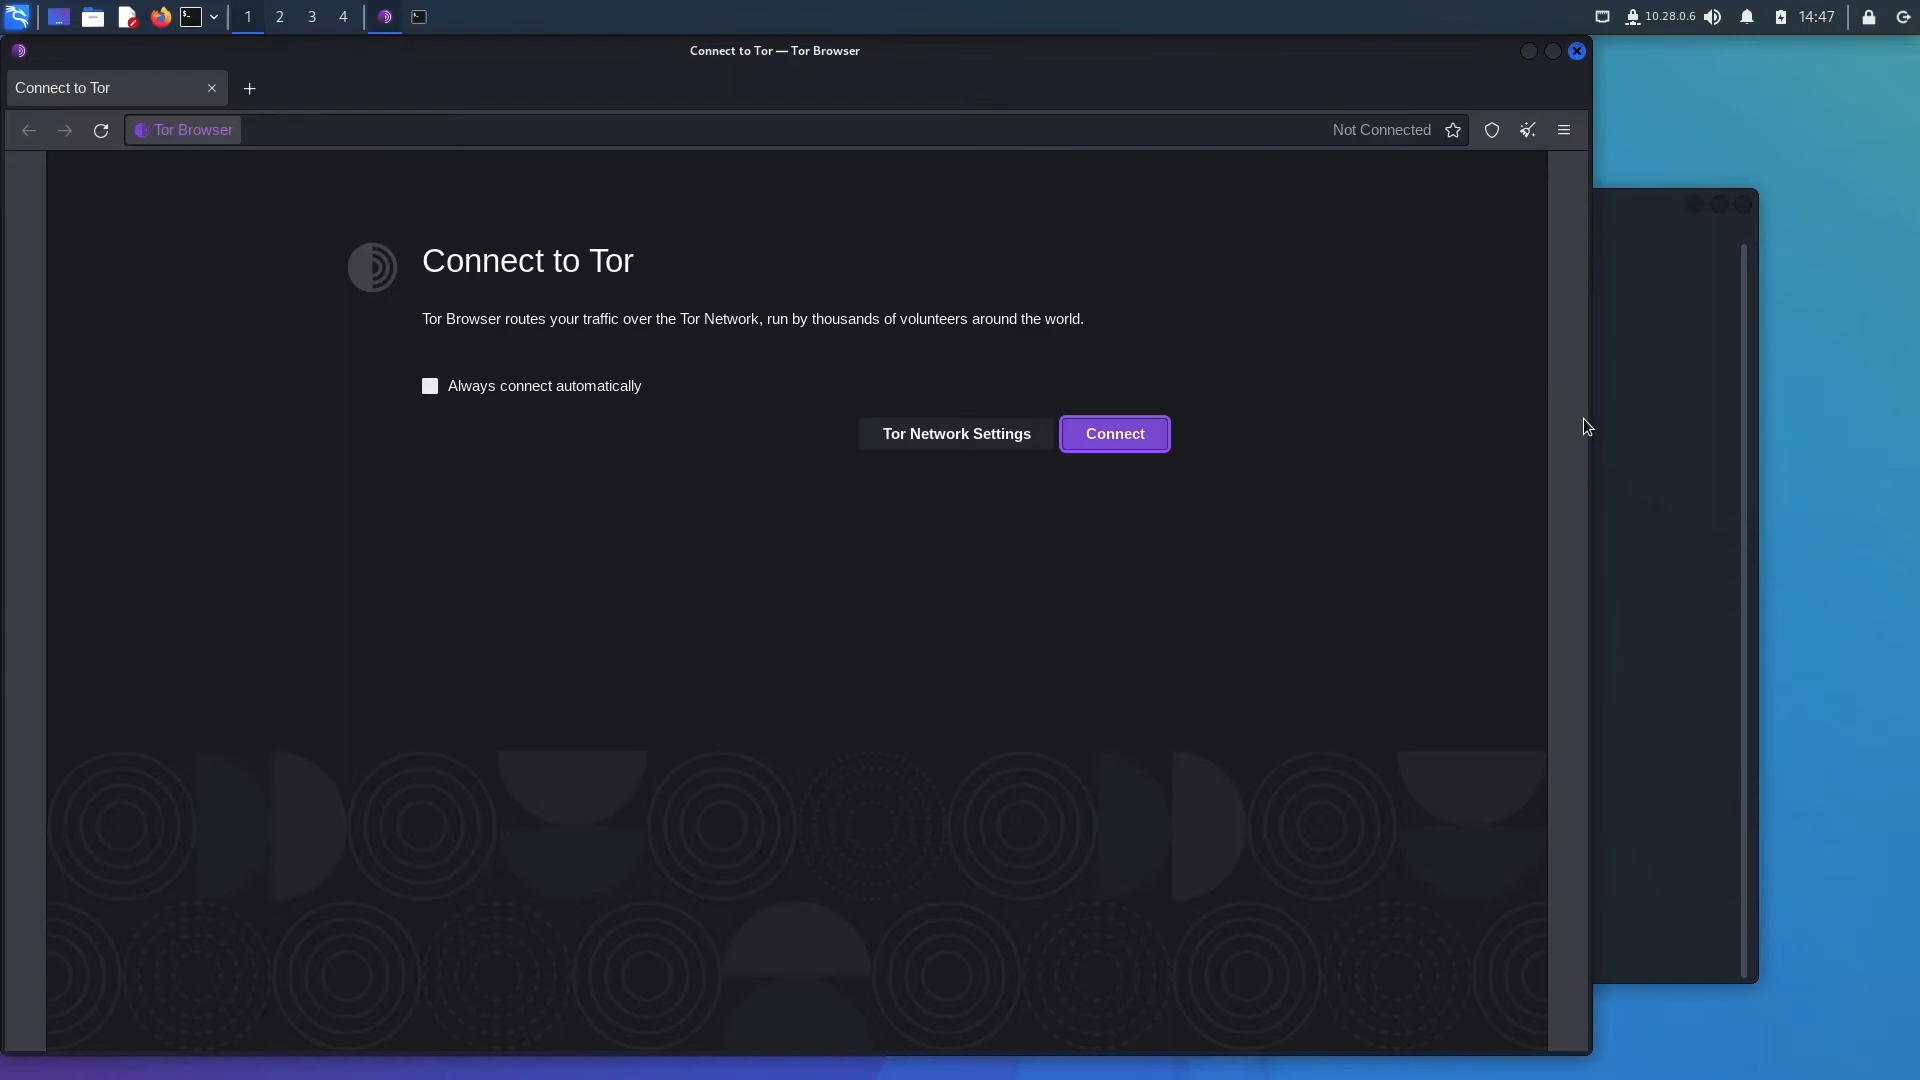 1 2 3 4
10.28.0.6
14:47
Connect to Tor — Tor Browser
Connect to Tor
Tor Browser
Not Connected
Connect to Tor
Tor Browser routes your traffic over the Tor Network, run by thousands of volunteers around the world.
Always connect automatically
Tor Network Settings
Connect